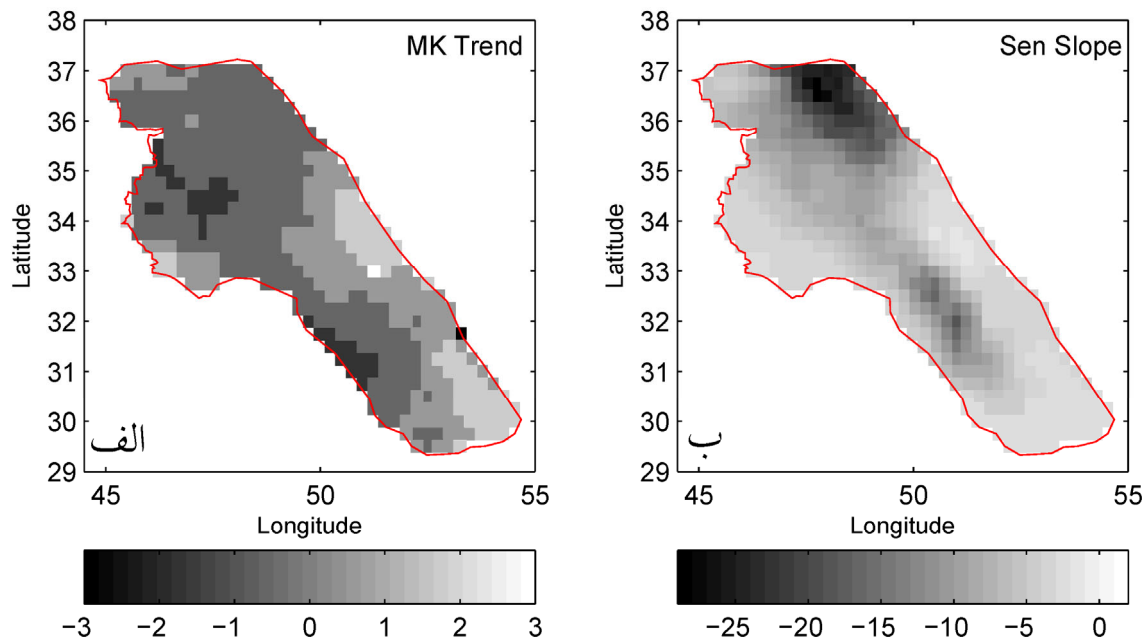 MK Trend
38
37
36
35
34
33
32
31
30
29
Latitude
الف
45 50 55
Longitude
−3 −2 −1 0 1 2 3
Sen Slope
38
37
36
35
34
33
32
31
30
29
Latitude
ب
45 50 55
Longitude
−25 −20 −15 −10 −5 0